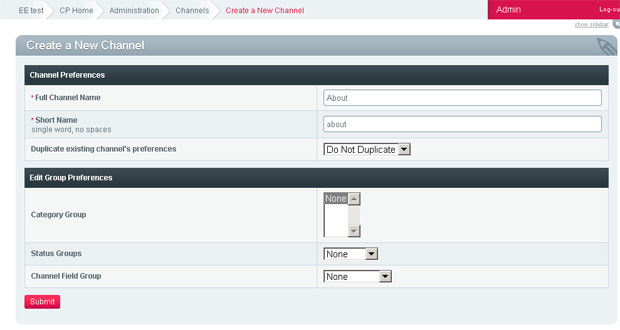 EE test CP Home Administration Channels Create a New Channel Admin Log-ou
show sidebar
Create a New Channel
Channel Preferences
* Full Channel Name About
* Short Name about
single word, no spaces
Duplicate existing channel's preferences Do Not Duplicate
Edit Group Preferences
Category Group None
Status Groups None
Channel Field Group None
Submit